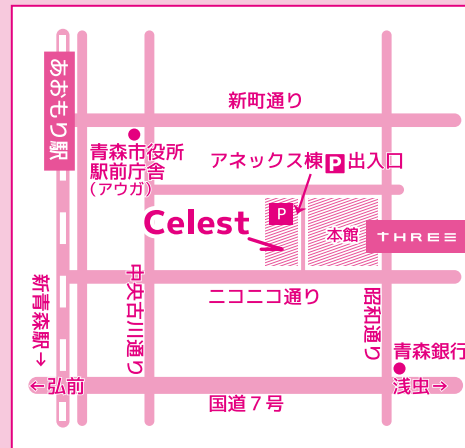 あおもり駅
新町通り
青森市役所
駅前庁舎
（アウガ）
アネックス棟P出入口
P
Celest
本館
THREE
ニコニコ通り
新青森駅→
中央古川通り
昭和通り
青森銀行
←弘前
浅虫→
国道７号